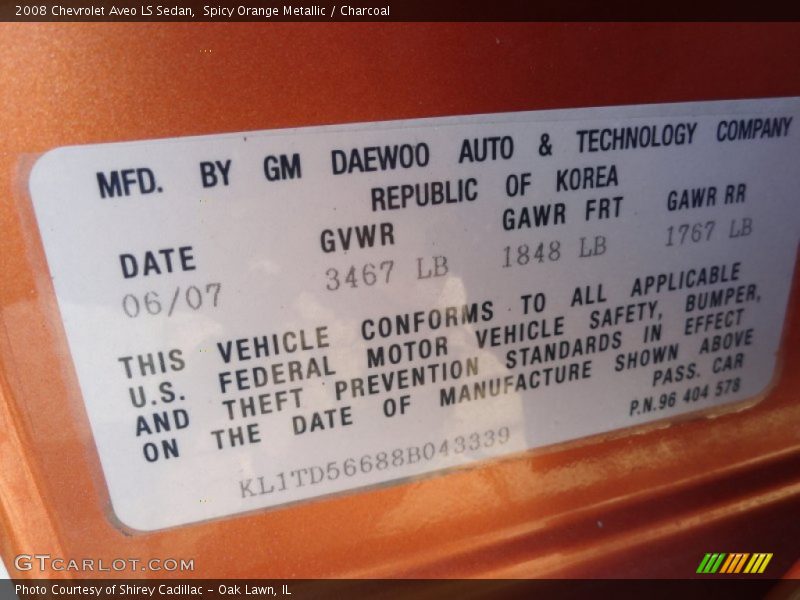 2008 Chevrolet Aveo LS Sedan, Spicy Orange Metallic / Charcoal
MFD. BY GM DAEWOO AUTO & TECHNOLOGY COMPANY
REPUBLIC OF KOREA
DATE GVWR GAWR FRT GAWR RR
06/07 3467 LB 1848 LB 1767 LB
THIS VEHICLE CONFORMS TO ALL APPLICABLE
U.S. FEDERAL MOTOR VEHICLE SAFETY, BUMPER,
AND THEFT PREVENTION STANDARDS IN EFFECT
ON THE DATE OF MANUFACTURE SHOWN ABOVE
PASS. CAR
P.N.96 404 578
KL1TD56688B043339
GTCARLOT.COM
Photo Courtesy of Shirey Cadillac - Oak Lawn, IL